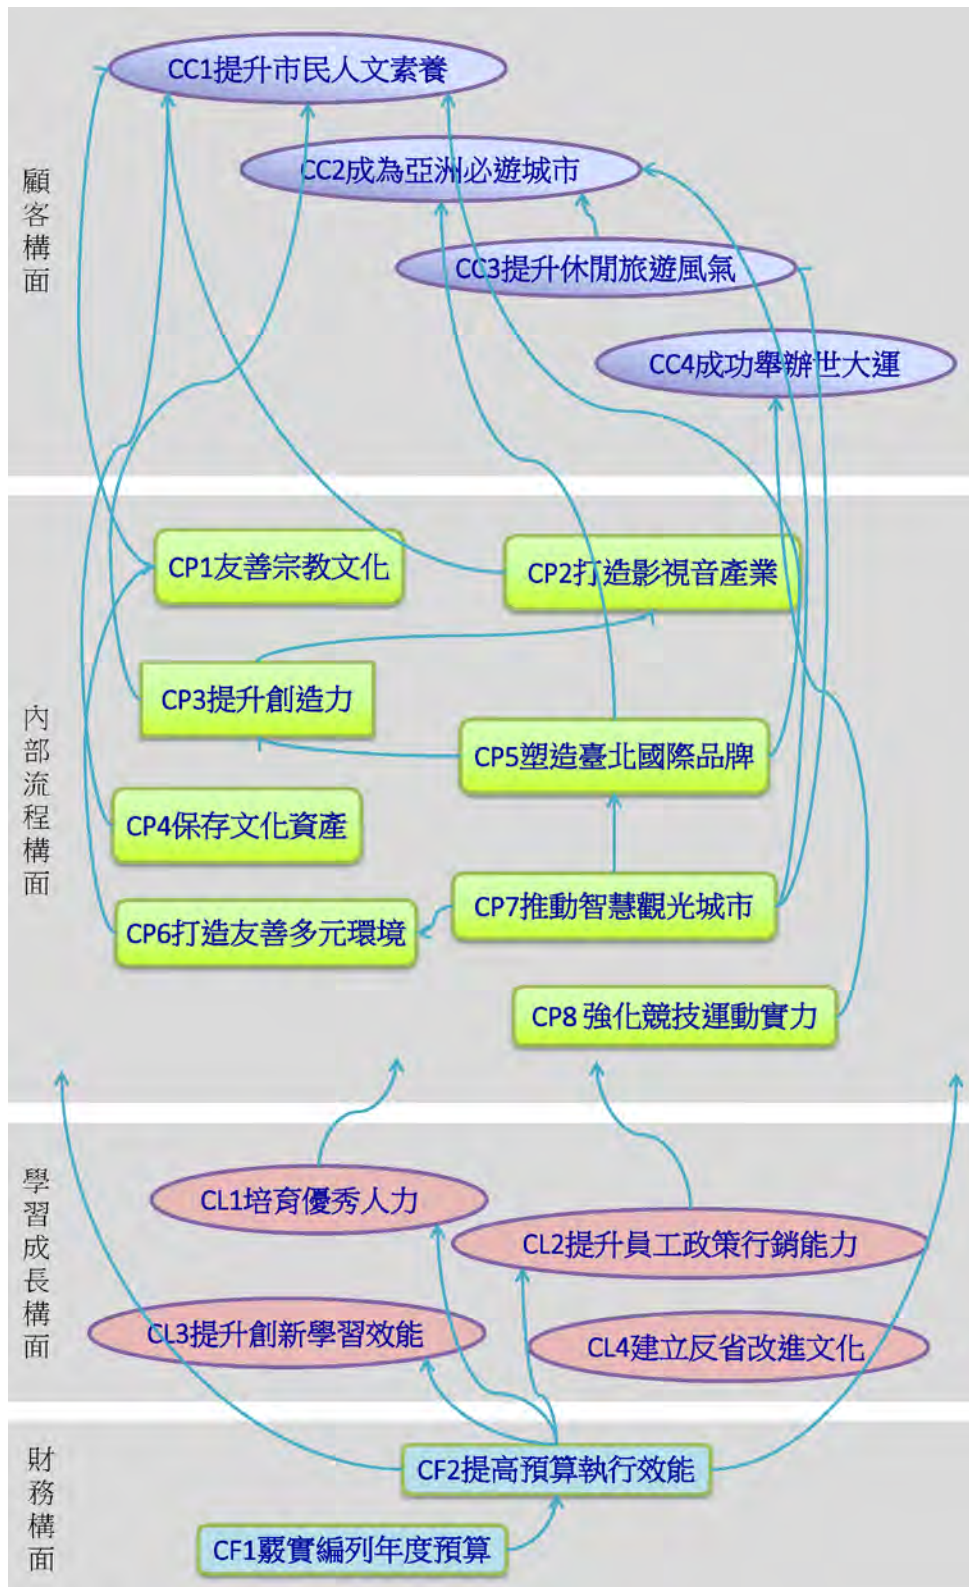 顧客構面
CC1提升市民人文素養
CC2成為亞洲必遊城市
CC3提升休閒旅遊風氣
CC4成功舉辦世大運
內部流程構面
CP1友善宗教文化
CP2打造影視音產業
CP3提升創造力
CP5塑造臺北國際品牌
CP4保存文化資產
CP7推動智慧觀光城市
CP6打造友善多元環境
CP8 強化競技運動實力
學習成長構面
CL1培育優秀人力
CL2提升員工政策行銷能力
CL3提升創新學習效能
CL4建立反省改進文化
財務構面
CF2提高預算執行效能
CF1覈實編列年度預算